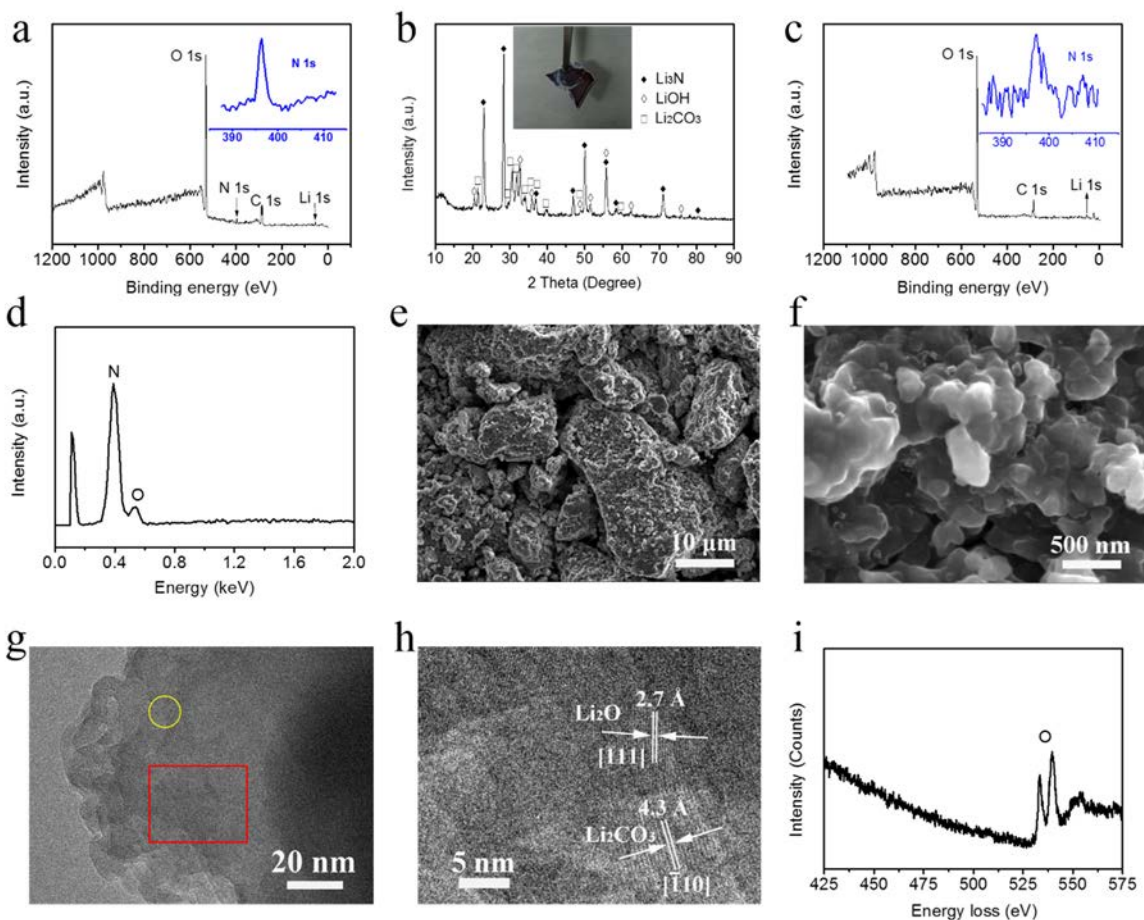 a
O 1s
N 1s
390 400 410
N 1s
C 1s
Li 1s
Intensity (a.u.)
1200 1000 800 600 400 200 0
Binding energy (eV)
b
◆ Li₃N
◇ LiOH
□ Li₂CO₃
Intensity (a.u.)
10 20 30 40 50 60 70 80 90
2 Theta (Degree)
c
O 1s
N 1s
390 400 410
C 1s
Li 1s
Intensity (a.u.)
1200 1000 800 600 400 200 0
Binding energy (eV)
d
N
O
Intensity (a.u.)
0.0 0.4 0.8 1.2 1.6 2.0
Energy (keV)
e
10 μm
f
500 nm
g
20 nm
h
2.7 Å
Li₂O
[111]
4.3 Å
Li₂CO₃
[1̄10]
5 nm
i
O
Intensity (Counts)
425 450 475 500 525 550 575
Energy loss (eV)